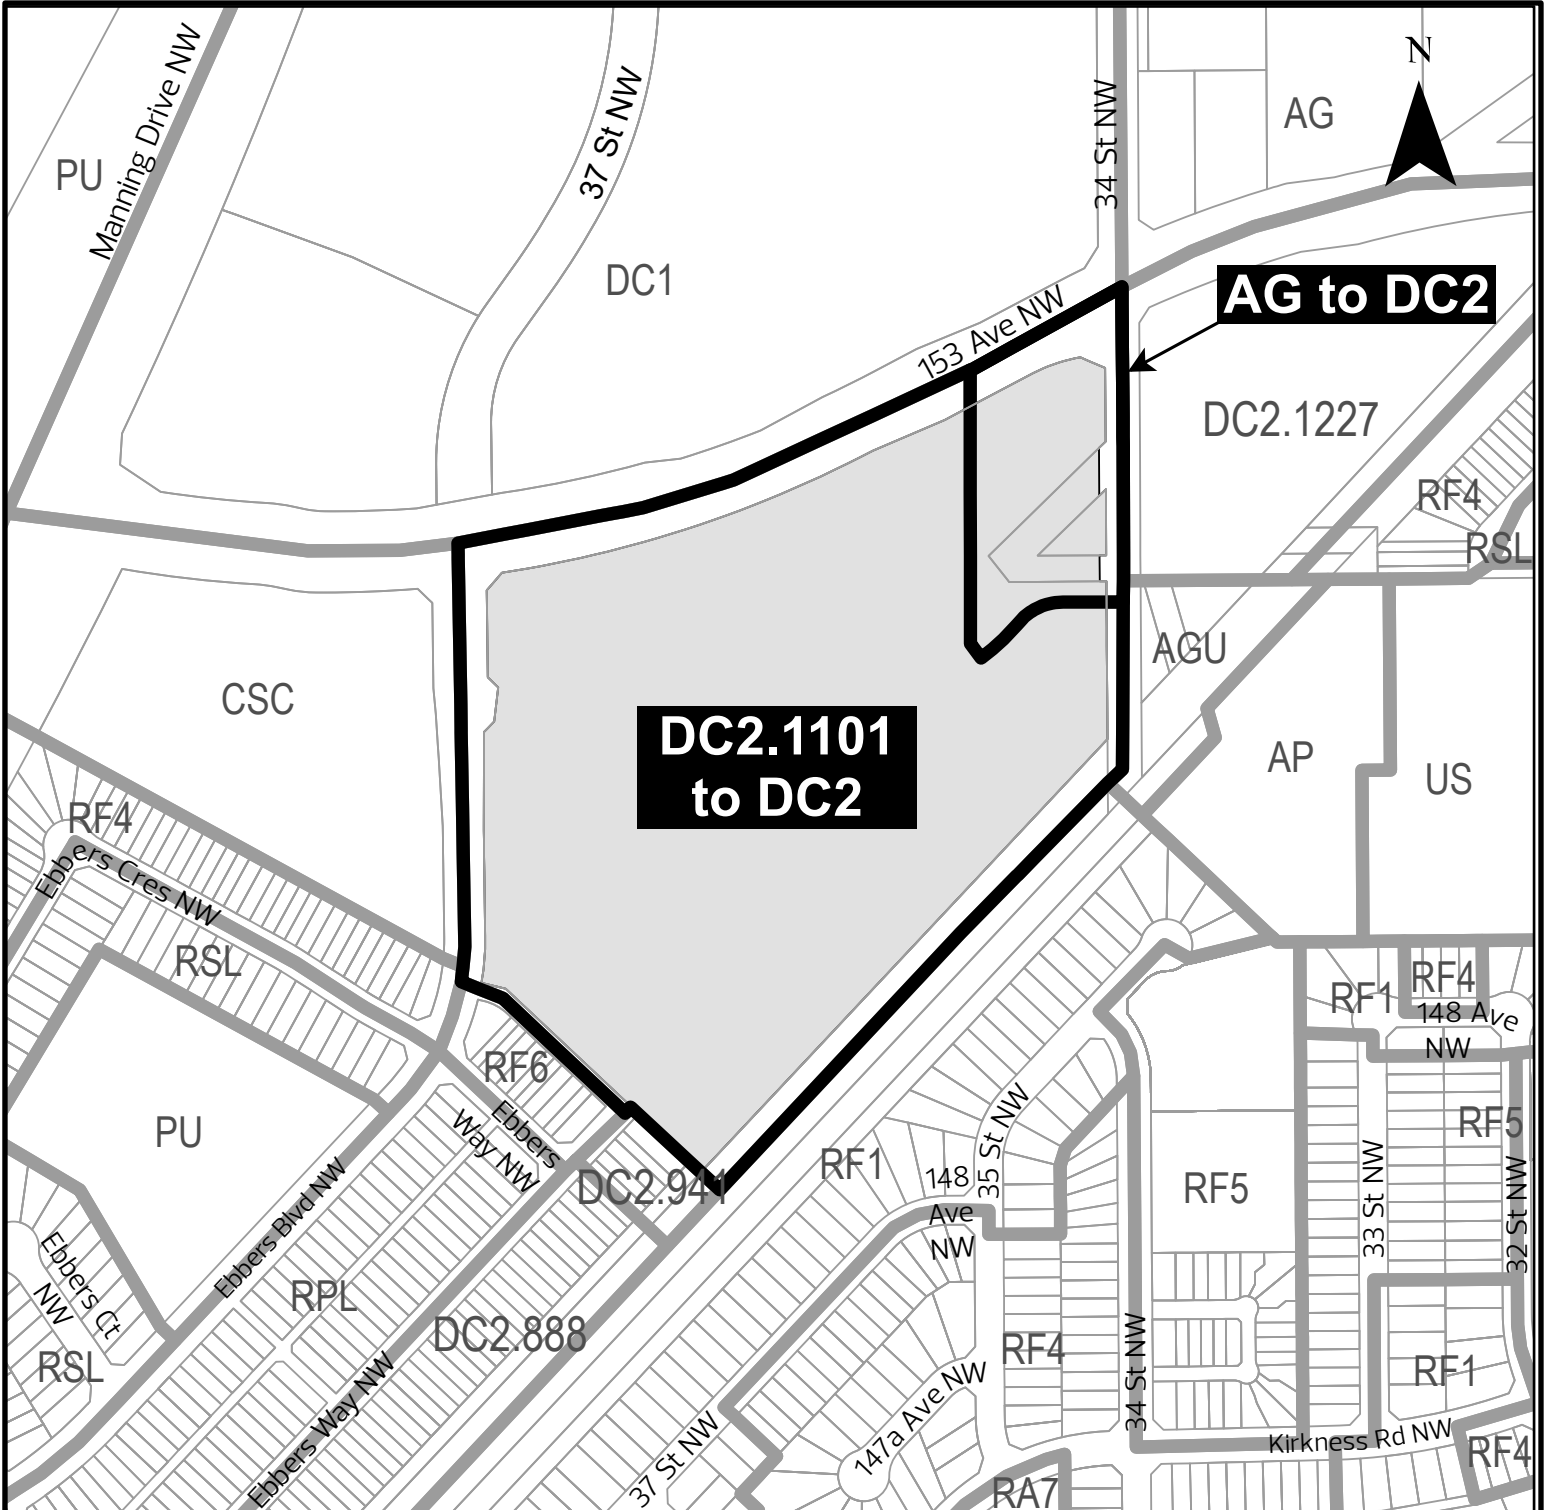 N
Manning Drive NW
PU
37 St NW
34 St NW
AG
DC1
153 Ave NW
AG to DC2
DC2.1227
RF4
RSL
CSC
DC2.1101
to DC2
AGU
AP
US
RF4
Ebbers Cres NW
RSL
RF1
RF4
148 Ave
NW
RF6
Ebbers
Way NW
PU
DC2.941
RF1
148
Ave
NW
35 St NW
RF5
RF5
33 St NW
32 St NW
Ebbers Blvd NW
Ebbers Ct
NW
RPL
DC2.888
RSL
RF4
34 St NW
RF1
Ebbers Way NW
37 St NW
147a Ave NW
Kirkness Rd NW
RF4
RA7